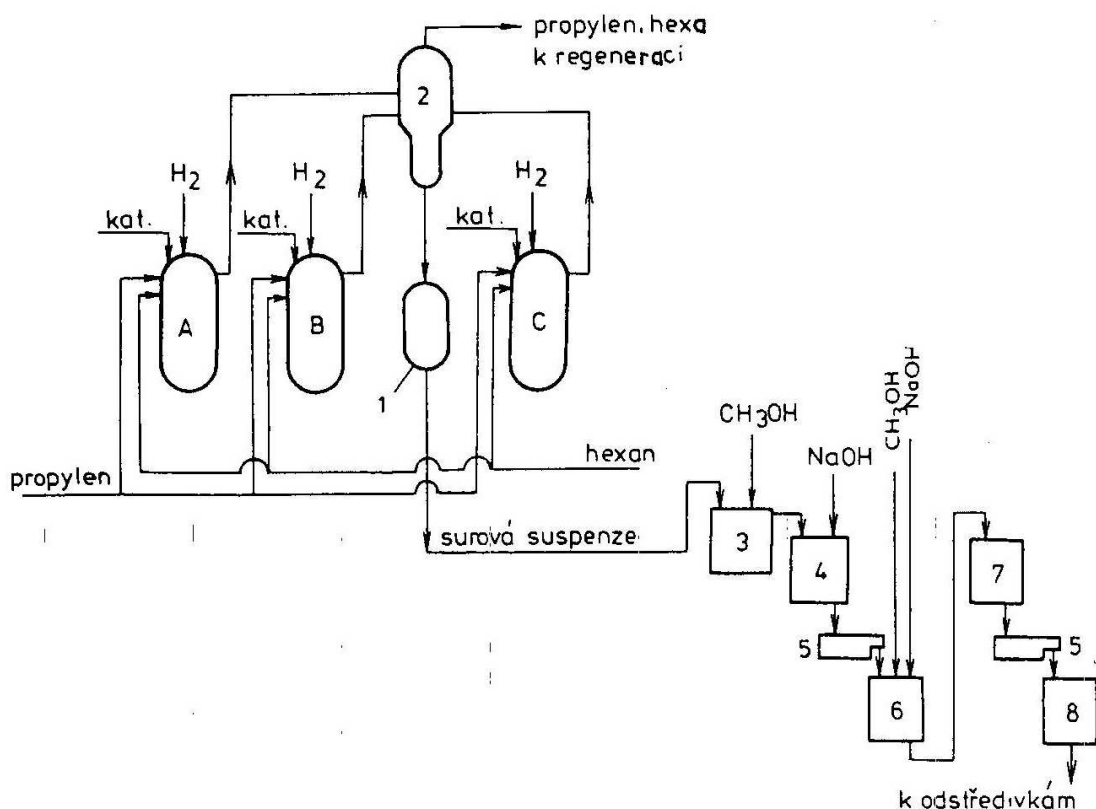 propylen, hexa
k regeneraci
2
H2
H2
H2
kat.
kat.
kat.
A
B
C
1
CH3OH
CH3OH
NaOH
NaOH
hexan
propylen
surová suspenze
3
4
7
5
5
6
8
k odstředivkám